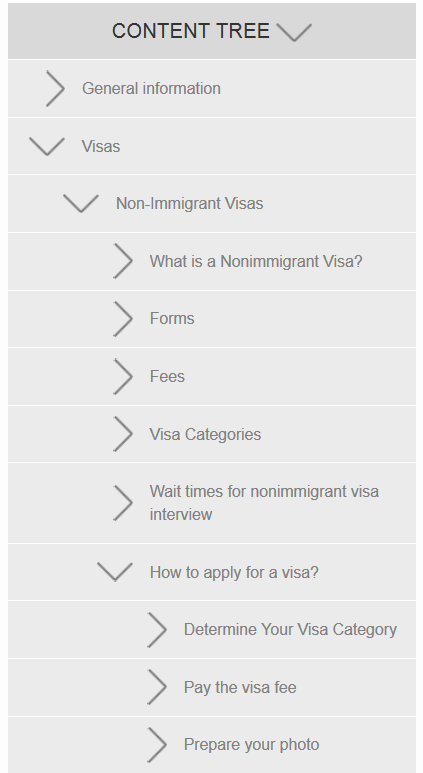 CONTENT TREE
General information
Visas
Non-Immigrant Visas
What is a Nonimmigrant Visa?
Forms
Fees
Visa Categories
Wait times for nonimmigrant visa
interview
How to apply for a visa?
Determine Your Visa Category
Pay the visa fee
Prepare your photo